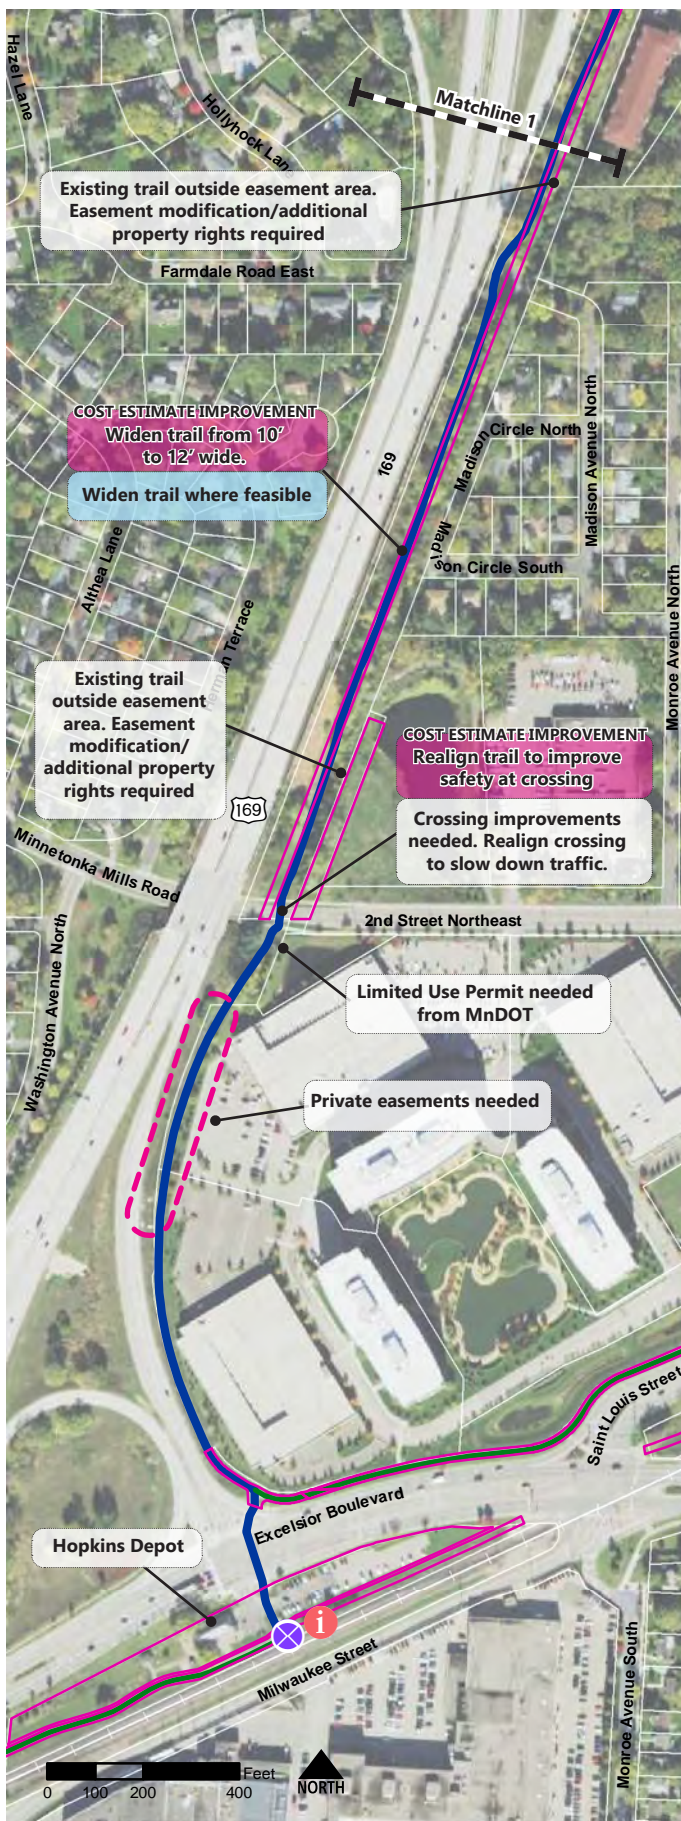 Hazel Lane
Hollyhock Lane
Matchline 1
Existing trail outside easement area.
Easement modification/additional
property rights required
Farmdale Road East
COST ESTIMATE IMPROVEMENT
Widen trail from 10’
to 12’ wide.
Widen trail where feasible
169
Madison Circle North
Madison Avenue North
Madison Circle South
Althea Lane
Monroe Avenue North
Terrace
Existing trail
outside easement
area. Easement
modification/
additional property
rights required
COST ESTIMATE IMPROVEMENT
Realign trail to improve
safety at crossing
Crossing improvements
needed. Realign crossing
to slow down traffic.
169
Minnetonka Mills Road
2nd Street Northeast
Washington Avenue North
Limited Use Permit needed
from MnDOT
Private easements needed
Saint Louis Street
Excelsior Boulevard
Hopkins Depot
i
Milwaukee Street
Monroe Avenue South
Feet
0 100 200 400
NORTH